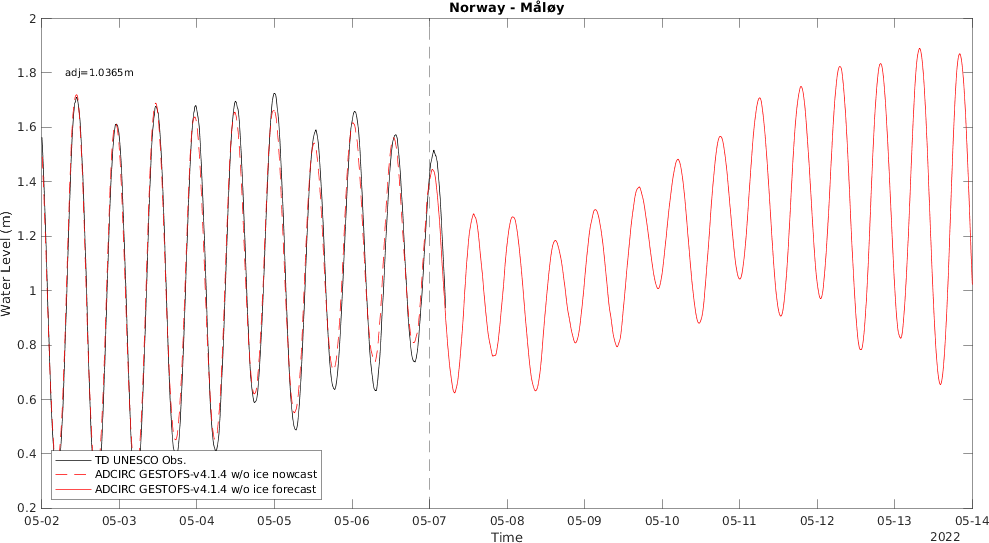 Norway - Måløy
2
1.8
1.6
1.4
1.2
1
0.8
0.6
0.4
0.2
Water Level (m)
adj=1.0365m
TD UNESCO Obs.
ADCIRC GESTOFS-v4.1.4 w/o ice nowcast
ADCIRC GESTOFS-v4.1.4 w/o ice forecast
05-02 05-03 05-04 05-05 05-06 05-07 05-08 05-09 05-10 05-11 05-12 05-13 05-14
Time
2022